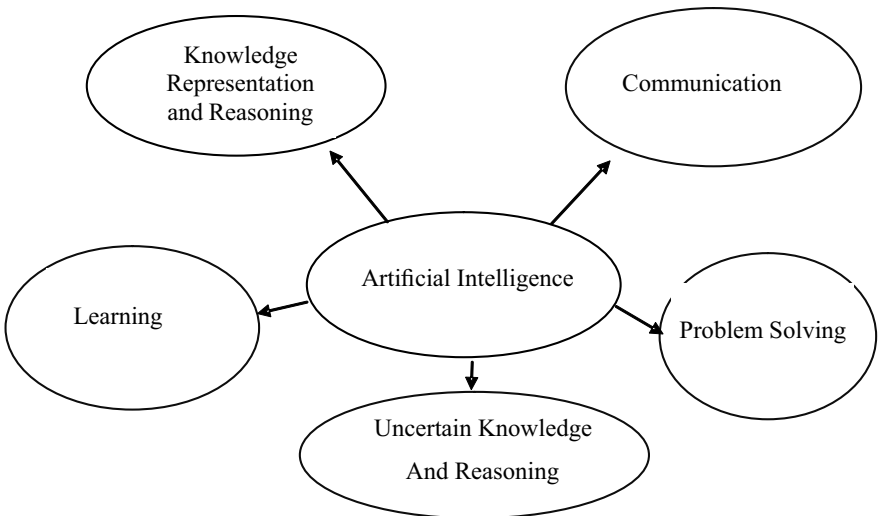 Knowledge
Representation
and Reasoning
Communication
Artificial Intelligence
Learning
Problem Solving
Uncertain Knowledge
And Reasoning